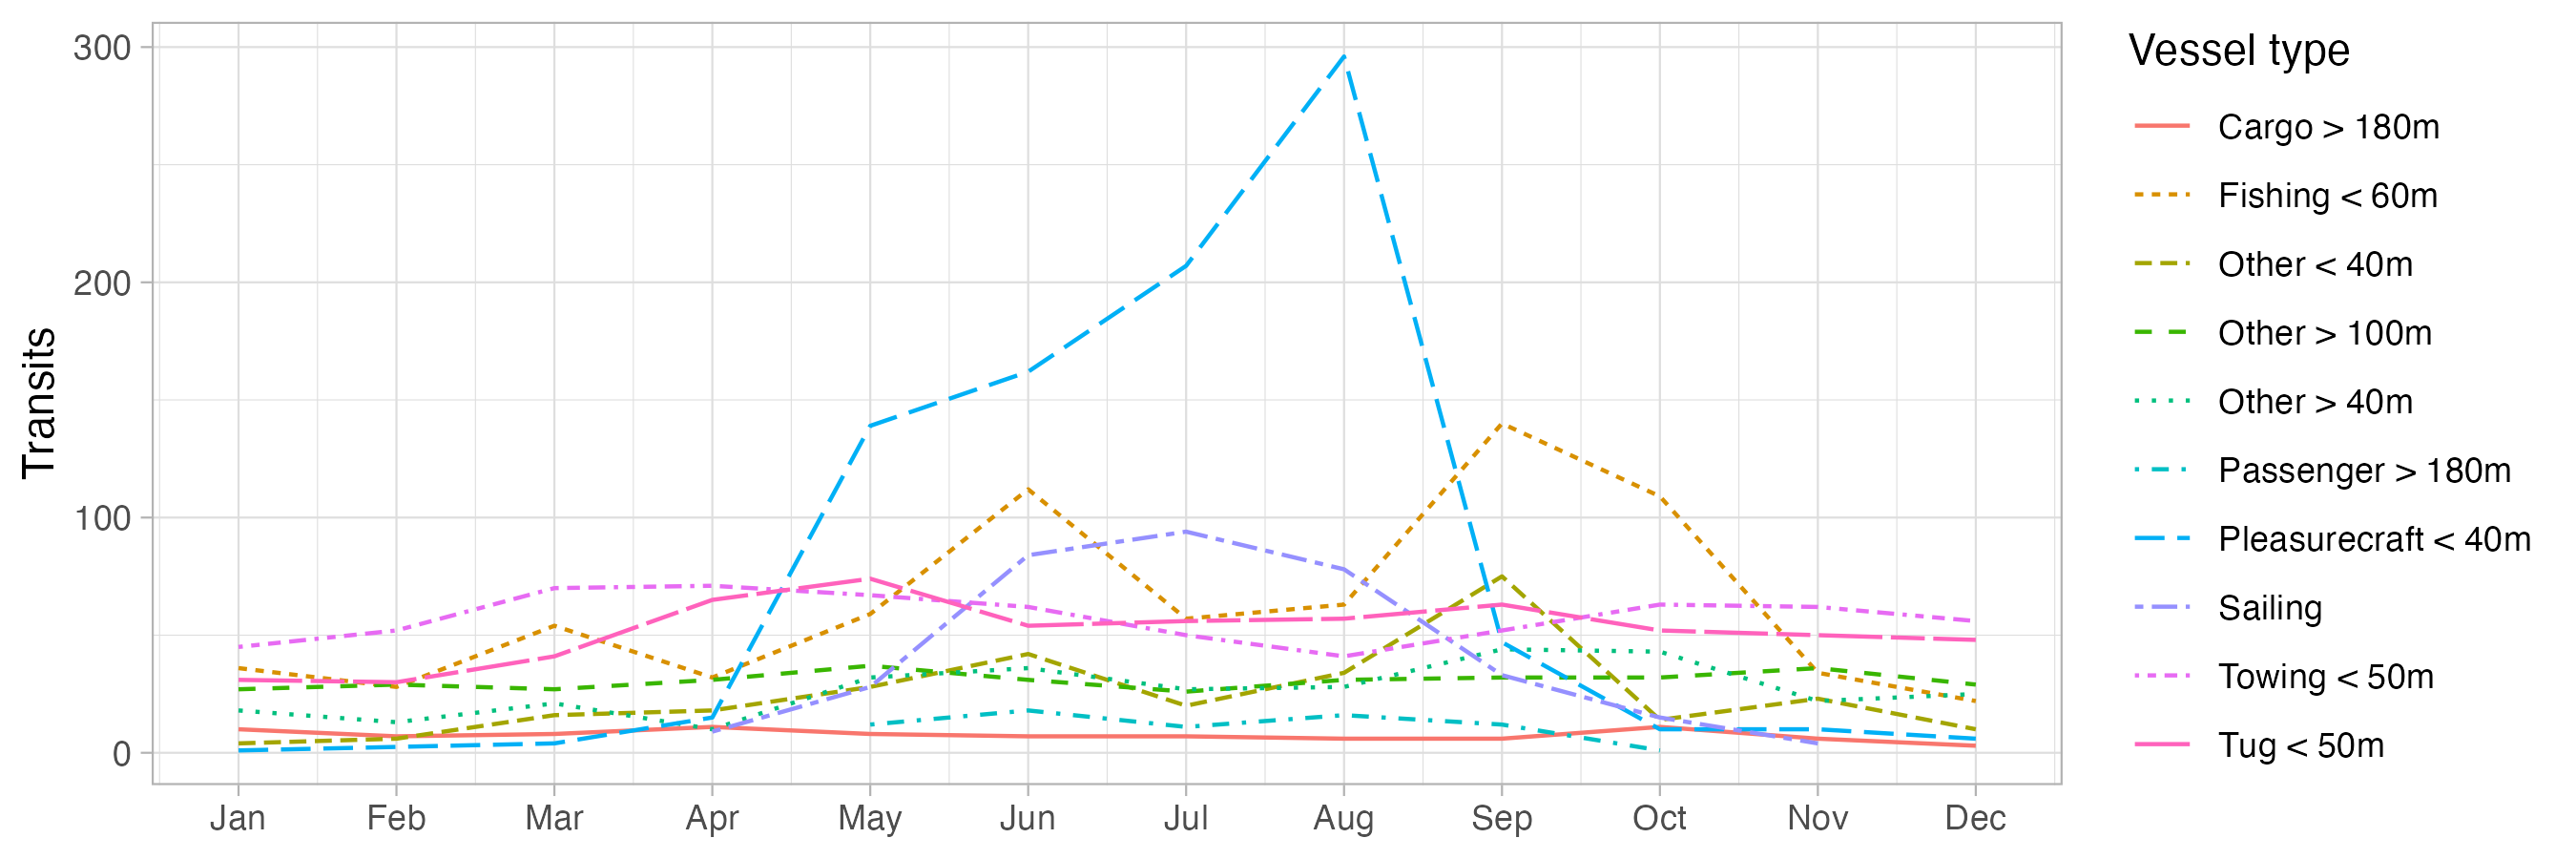 300
200
100
0
Transits
Jan Feb Mar Apr May Jun Jul Aug Sep Oct Nov Dec
Vessel type
Cargo > 180m
Fishing < 60m
Other < 40m
Other > 100m
Other > 40m
Passenger > 180m
Pleasurecraft < 40m
Sailing
Towing < 50m
Tug < 50m